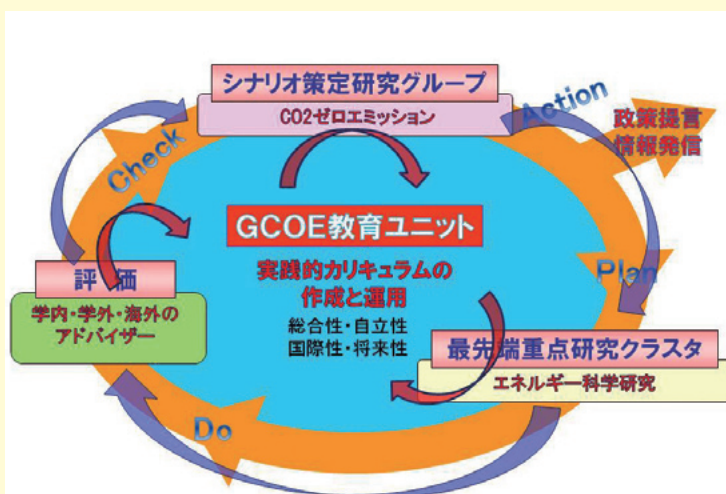 シナリオ策定研究グループ
CO2ゼロエミッション
Action
政策提言
情報発信
Check
GCOE教育ユニット
実践的カリキュラムの
作成と運用
総合性・自立性
国際性・将来性
Plan
評価
学内・学外・海外の
アドバイザー
最先端重点研究クラスタ
エネルギー科学研究
Do